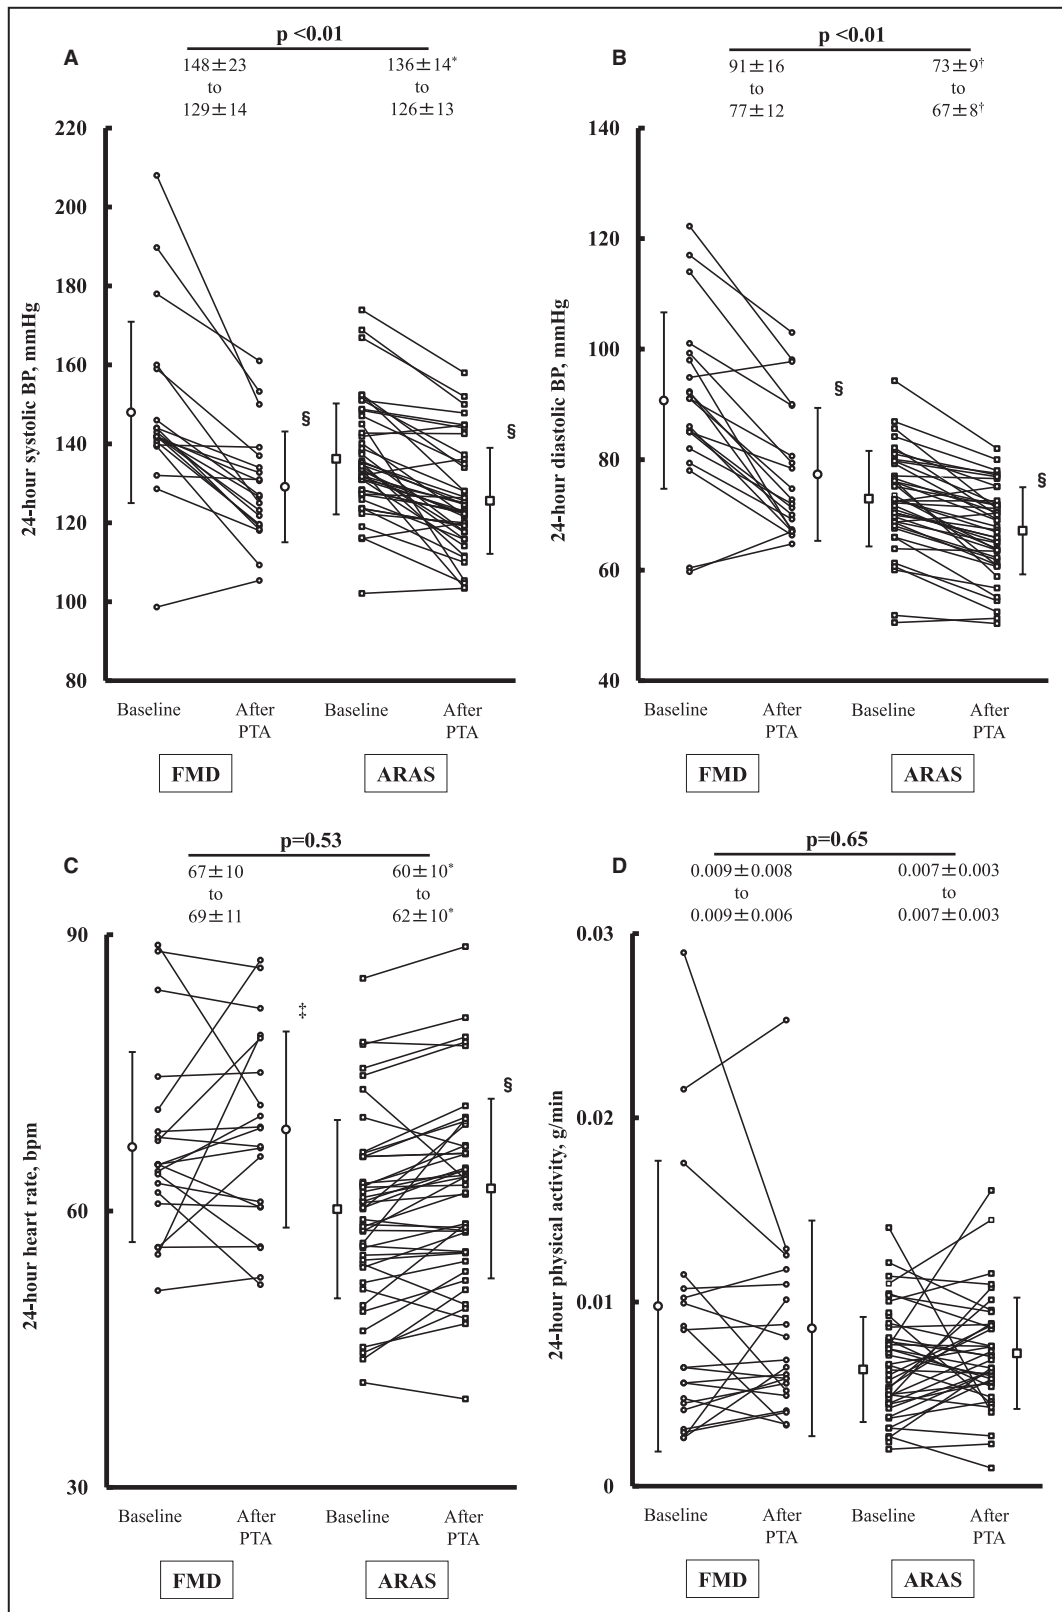 A
p <0.01
148±23
to
129±14
136±14*
to
126±13
220
200
180
160
140
120
100
80
24-hour systolic BP, mmHg
§
§
Baseline
After
PTA
Baseline
After
PTA
FMD
ARAS
B
p <0.01
91±16
to
77±12
73±9†
to
67±8†
140
120
100
80
60
40
24-hour diastolic BP, mmHg
§
§
Baseline
After
PTA
Baseline
After
PTA
FMD
ARAS
C
p=0.53
67±10
to
69±11
60±10*
to
62±10*
90
60
30
24-hour heart rate, bpm
‡
§
Baseline
After
PTA
Baseline
After
PTA
FMD
ARAS
D
p=0.65
0.009±0.008
to
0.009±0.006
0.007±0.003
to
0.007±0.003
0.03
0.02
0.01
0
24-hour physical activity, g/min
Baseline
After
PTA
Baseline
After
PTA
FMD
ARAS